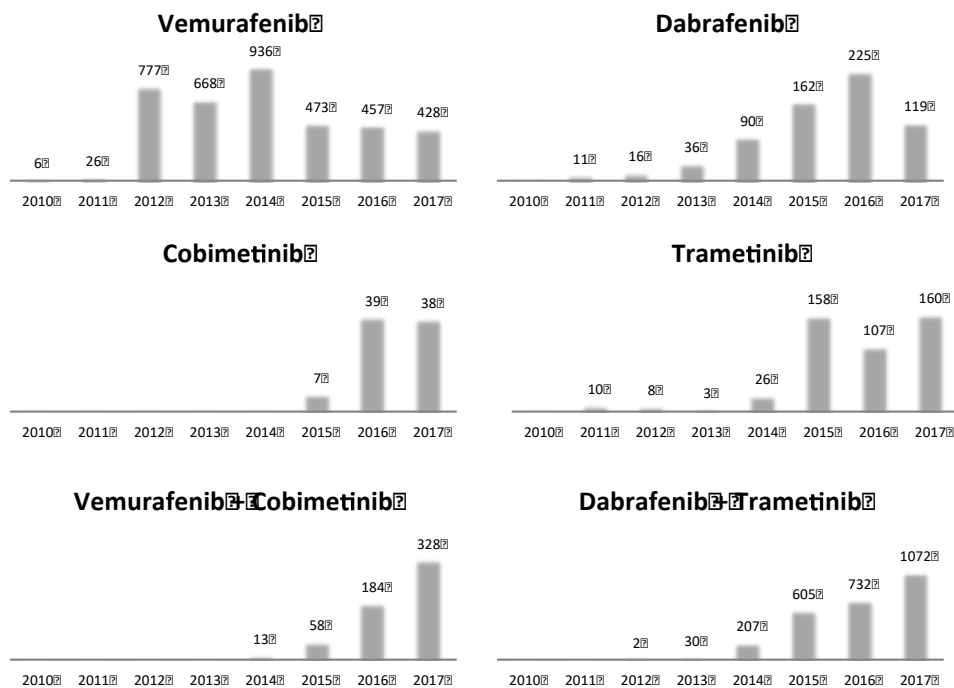 Vemurafenib
6 26 777 668 936 473 457 428
2010 2011 2012 2013 2014 2015 2016 2017
Dabrafenib
11 16 36 90 162 225 119
2010 2011 2012 2013 2014 2015 2016 2017
Cobimetinib
7 39 38
2010 2011 2012 2013 2014 2015 2016 2017
Trametinib
10 8 3 26 158 107 160
2010 2011 2012 2013 2014 2015 2016 2017
Vemurafenib + Cobimetinib
13 58 184 328
2010 2011 2012 2013 2014 2015 2016 2017
Dabrafenib + Trametinib
2 30 207 605 732 1072
2010 2011 2012 2013 2014 2015 2016 2017